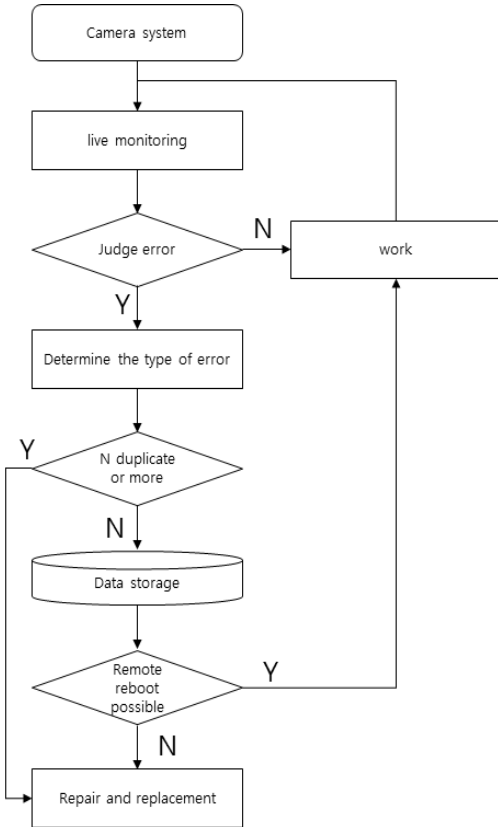 Camera system
live monitoring
Judge error
N
work
Y
Determine the type of error
Y
N duplicate
or more
N
Data storage
Remote
reboot
possible
Y
N
Repair and replacement